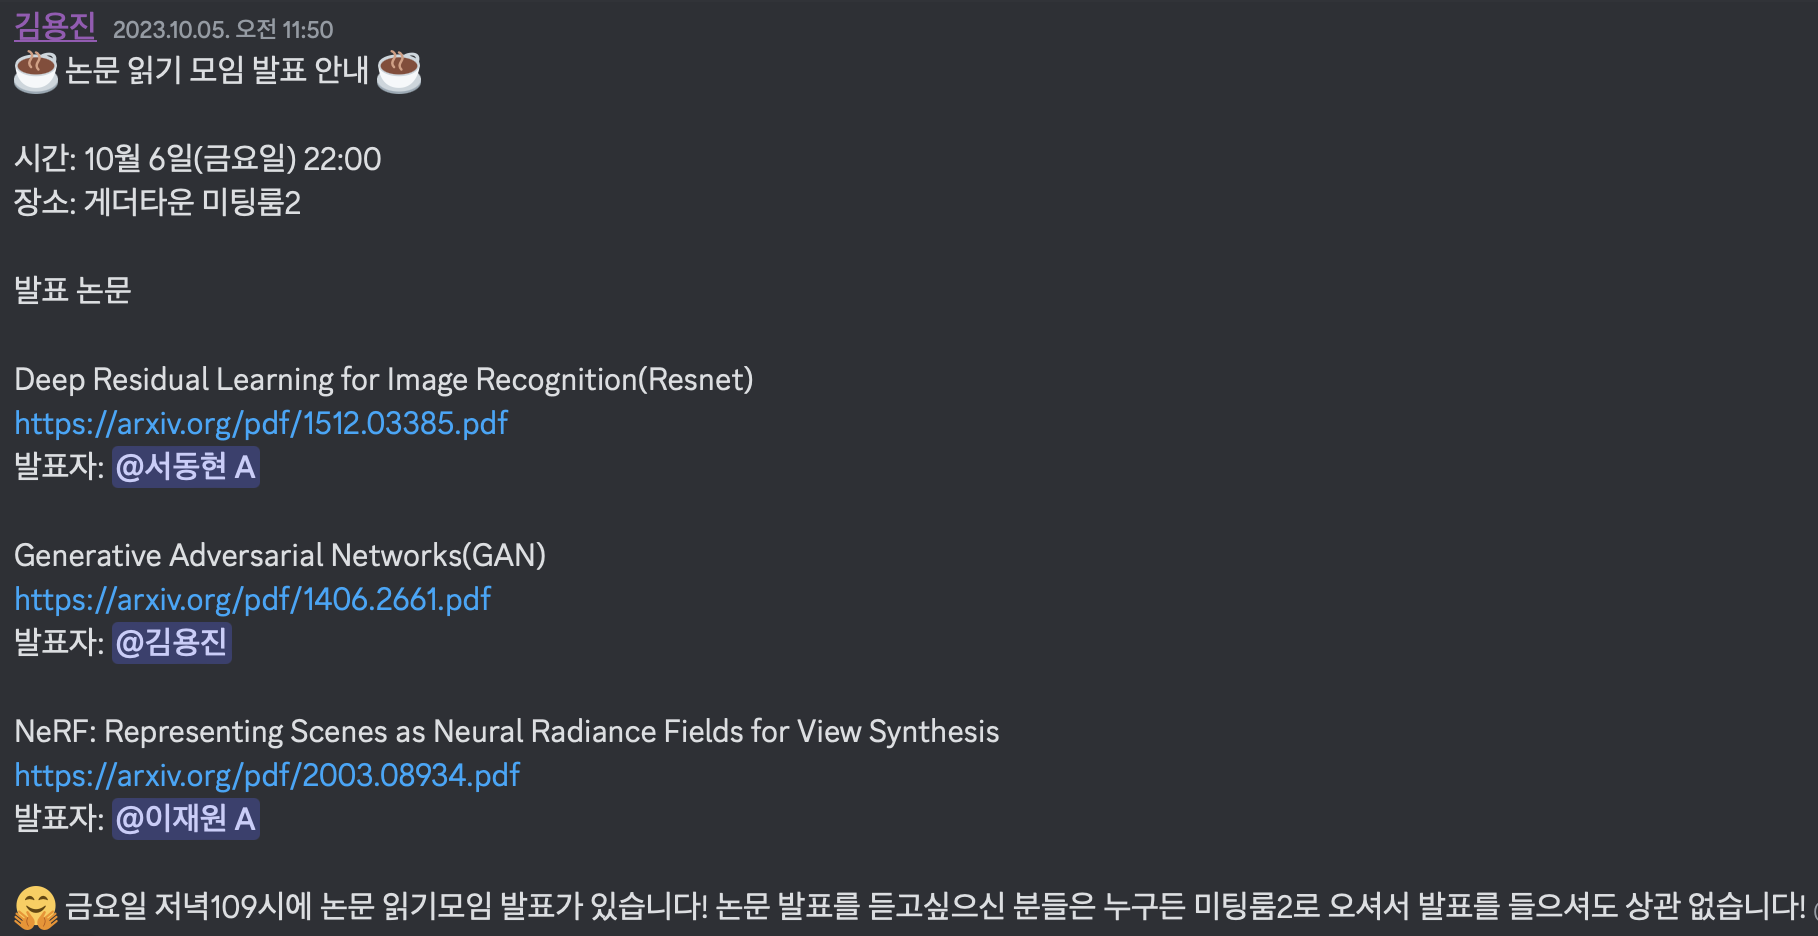 김용진 2023.10.05. 오전 11:50
논문 읽기 모임 발표 안내
시간: 10월 6일(금요일) 22:00
장소: 게더타운 미팅룸2
발표 논문
Deep Residual Learning for Image Recognition(Resnet)
https://arxiv.org/pdf/1512.03385.pdf
발표자: @서동현 A
Generative Adversarial Networks(GAN)
https://arxiv.org/pdf/1406.2661.pdf
발표자: @김용진
NeRF: Representing Scenes as Neural Radiance Fields for View Synthesis
https://arxiv.org/pdf/2003.08934.pdf
발표자: @이재원 A
금요일 저녁109시에 논문 읽기모임 발표가 있습니다! 논문 발표를 듣고싶으신 분들은 누구든 미팅룸2로 오셔서 발표를 들으셔도 상관 없습니다!